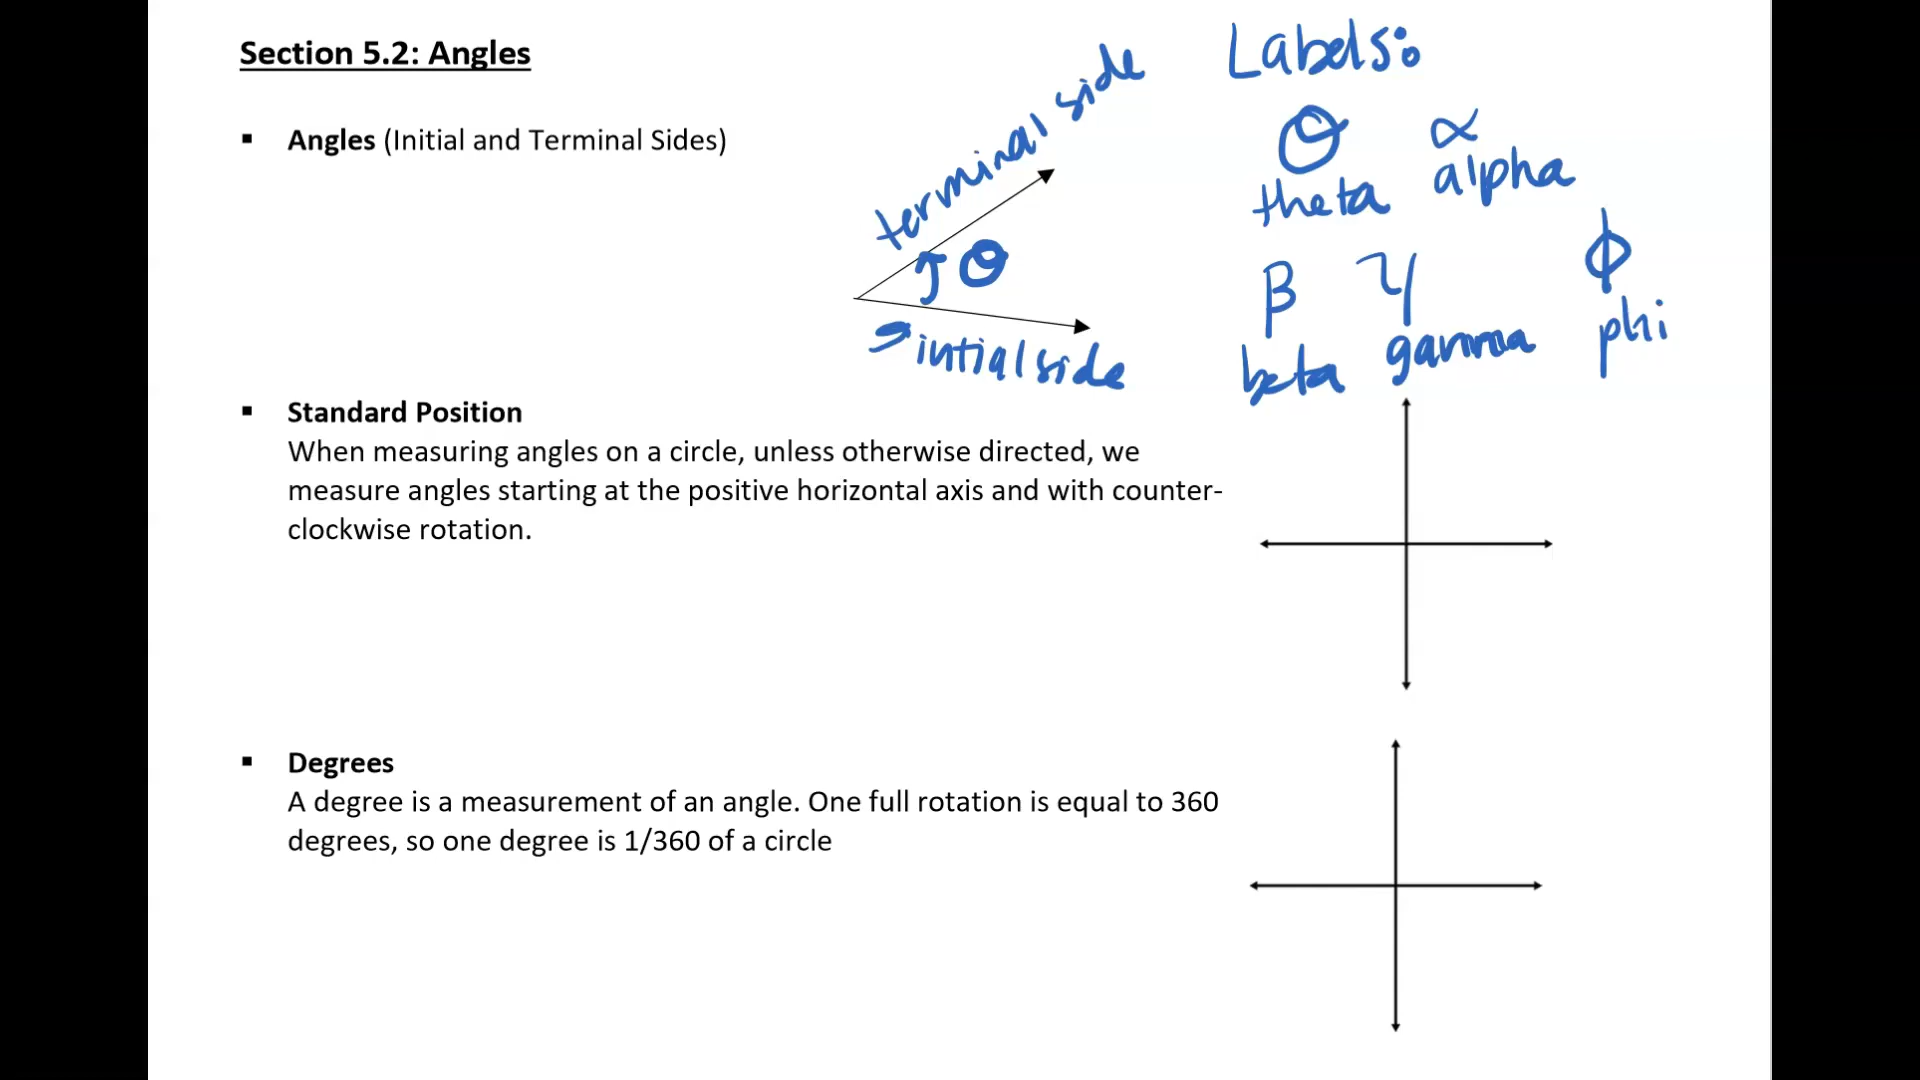 Section 5.2: Angles
▪ Angles (Initial and Terminal Sides)
terminal side
θ
intial side
Labels:
θ α
theta alpha
β γ ϕ
beta gamma phi
▪ Standard Position
When measuring angles on a circle, unless otherwise directed, we
measure angles starting at the positive horizontal axis and with counter-
clockwise rotation.
▪ Degrees
A degree is a measurement of an angle. One full rotation is equal to 360
degrees, so one degree is 1/360 of a circle